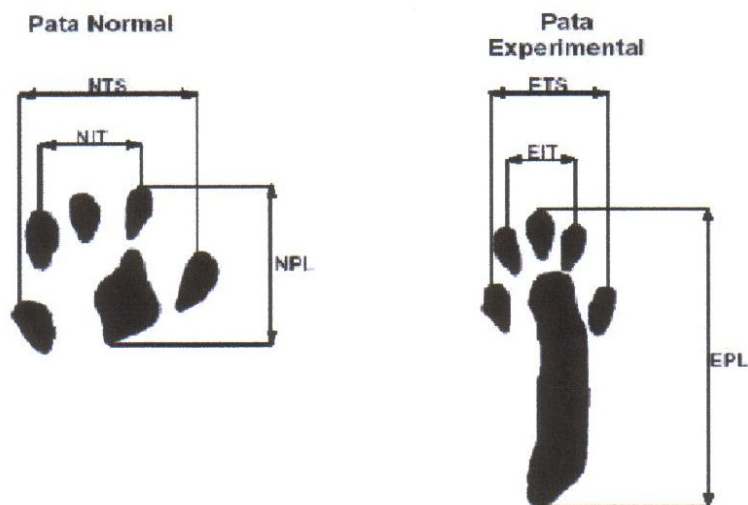 Pata Normal
NTS
NIT
NPL
Pata
Experimental
ETS
EIT
EPL